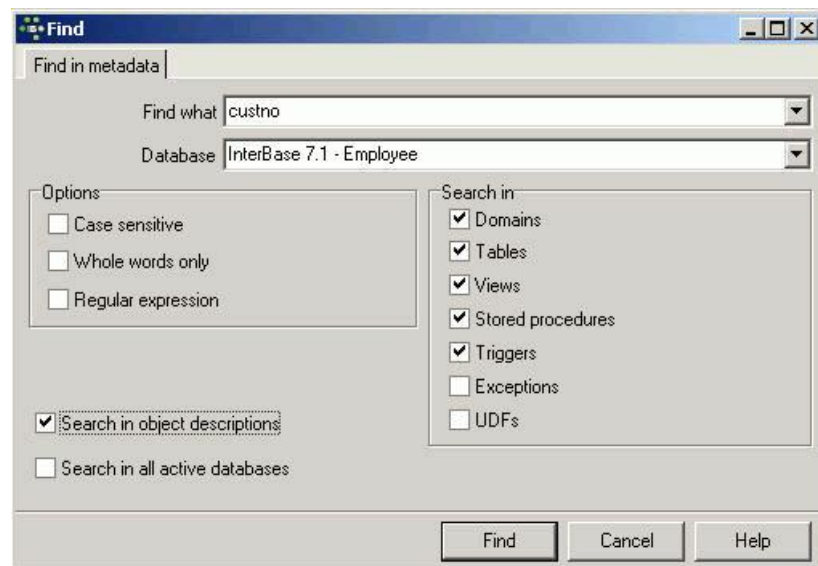 Find
Find in metadata
Find what custno
Database InterBase 7.1 - Employee
Options
Case sensitive
Whole words only
Regular expression
Search in
Domains
Tables
Views
Stored procedures
Triggers
Exceptions
UDFs
Search in object descriptions
Search in all active databases
Find Cancel Help